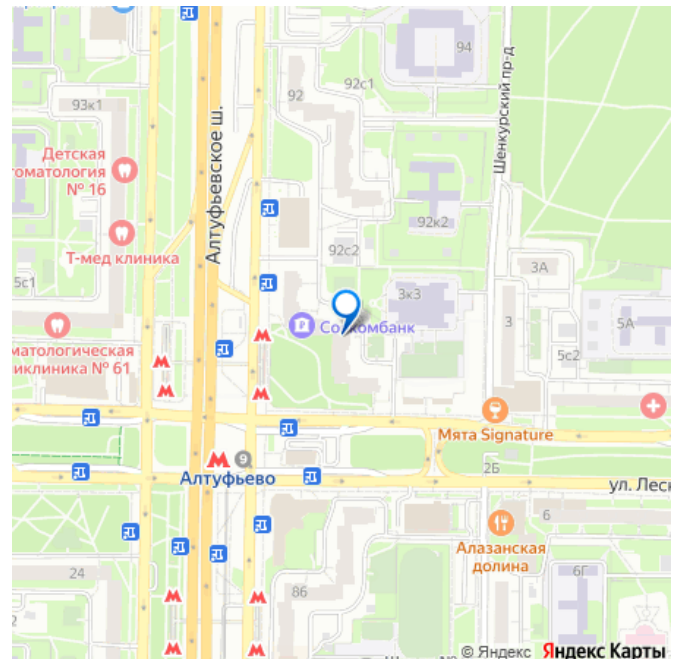 94
92с1
92
93к1
Шенкурский пр-д
Детская
томатология
№ 16
Алтуфьевское ш.
92к2
Т-мед клиника
92с2
3А
5с1
3к3
3
5А
Совкомбанк
матологическая
иклиника № 61
5с2
Мята Signature
9
Алтуфьево
2Б
ул. Леск
6
Алазанская
долина
24
86
6Г
© Яндекс Яндекс Карты